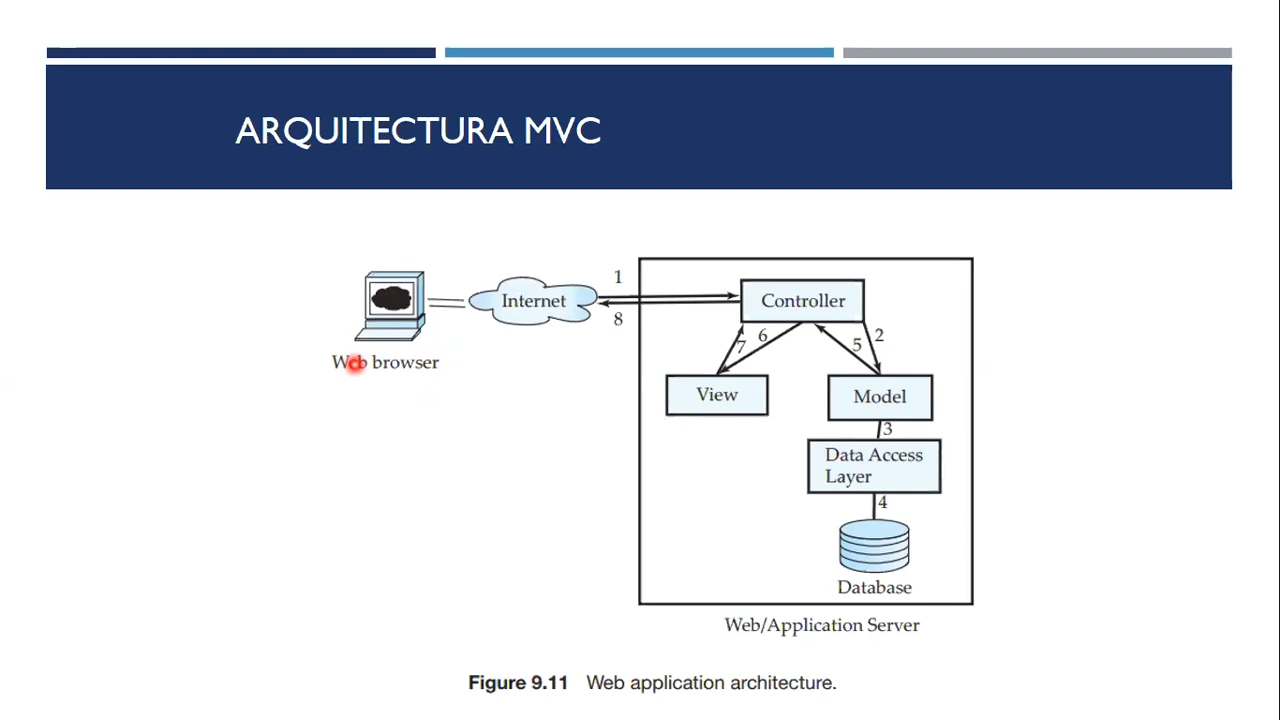 ARQUITECTURA MVC
1
Internet
Controller
8
7
6
5
2
Web browser
View
Model
3
Data Access
Layer
4
Database
Web/Application Server
Figure 9.11 Web application architecture.